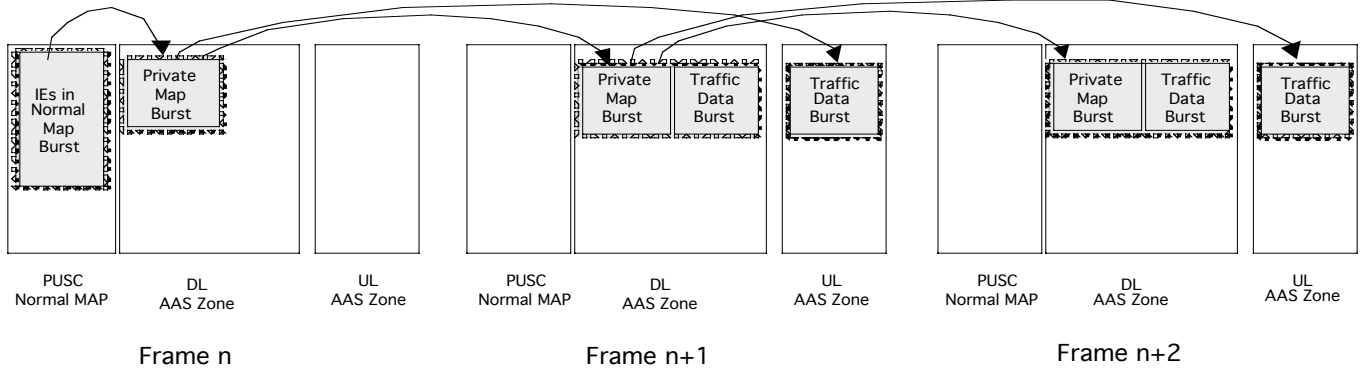 IEs in
Normal
Map
Burst
Private
Map
Burst
PUSC
Normal MAP
DL
AAS Zone
UL
AAS Zone
Frame n
Private
Map
Burst
Traffic
Data
Burst
Traffic
Data
Burst
PUSC
Normal MAP
DL
AAS Zone
UL
AAS Zone
Frame n+1
Private
Map
Burst
Traffic
Data
Burst
Traffic
Data
Burst
PUSC
Normal MAP
DL
AAS Zone
UL
AAS Zone
Frame n+2